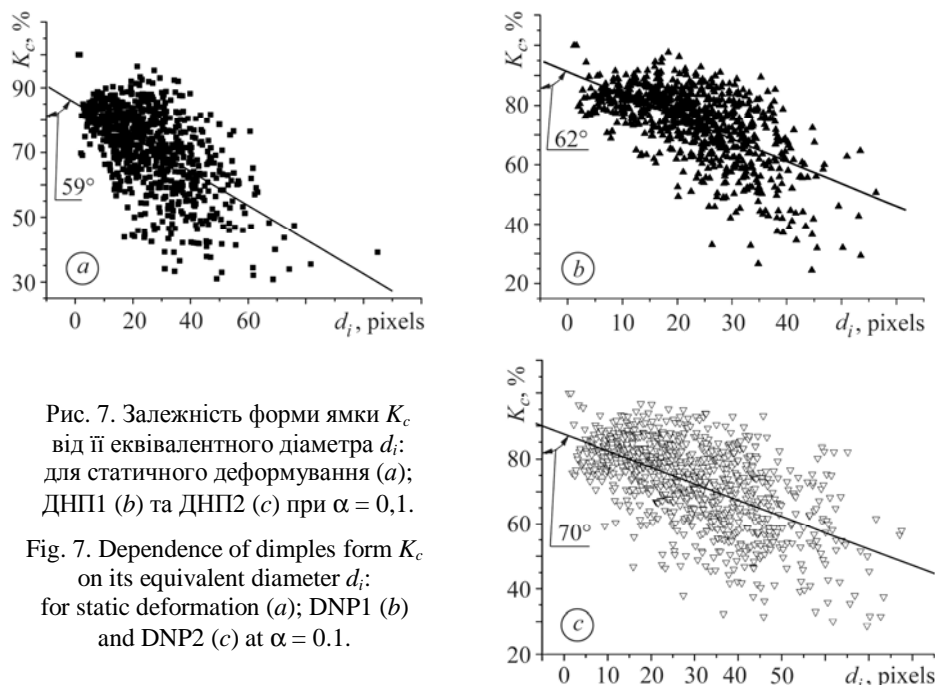 K_c, %
90
70
50
30
59°
a
0 20 40 60 d_i, pixels
K_c, %
80
60
40
20
62°
b
0 10 20 30 d_i, pixels
Рис. 7. Залежність форми ямки K_c
від її еквівалентного діаметра d_i:
для статичного деформування (a);
ДНП1 (b) та ДНП2 (c) при α = 0,1.
Fig. 7. Dependence of dimples form K_c
on its equivalent diameter d_i:
for static deformation (a); DNP1 (b)
and DNP2 (c) at α = 0.1.
K_c, %
80
60
40
20
70°
c
0 10 20 30 40 50 d_i, pixels